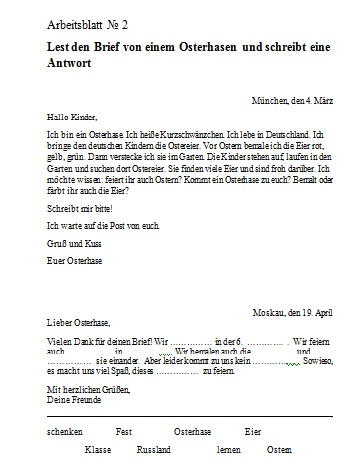 Arbeitsblatt № 2
Lest den Brief von einem Osterhasen und schreibt eine
Antwort
München, den 4. März
Hallo Kinder,
Ich bin ein Osterhase. Ich heiße Kurzschwänzchen. Ich lebe in Deutschland. Ich
bringe den deutschen Kindern die Ostereier. Vor Ostern bemale ich die Eier rot,
gelb, grün. Dann verstecke ich sie im Garten. Die Kinder stehen auf, laufen in den
Garten und suchen dort Ostereier. Sie finden viele Eier und sind froh darüber. Ich
möchte wissen: feiert ihr auch Ostern? Kommt ein Osterhase zu euch? Bemalt oder
färbt ihr auch die Eier?
Schreibt mir bitte!
Ich warte auf die Post von euch.
Gruß und Kuss
Euer Osterhase
Moskau, den 19. April
Lieber Osterhase,
Vielen Dank für deinen Brief! Wir …………… in der 6. ………… . Wir feiern
auch ………… in …………. Wir bemalen auch die ………… und
…………… sie einander. Aber leider kommt zu uns kein …………. Sowieso,
es macht uns viel Spaß, dieses …………… zu feiern.
Mit herzlichen Grüßen,
Deine Freunde
schenken Fest Osterhase Eier
Klasse Russland lernen Ostern